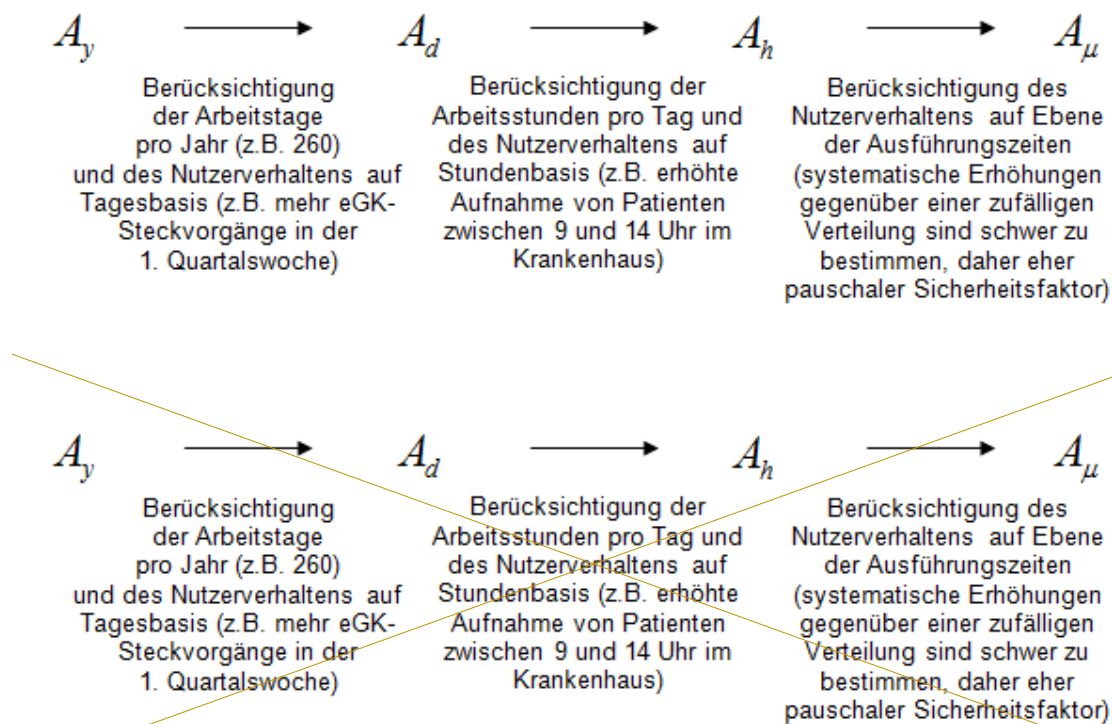 A_y → A_d → A_h → A_μ
Berücksichtigung
der Arbeitstage
pro Jahr (z.B. 260)
und des Nutzerverhaltens auf
Tagesbasis (z.B. mehr eGK-
Steckvorgänge in der
1. Quartalswoche)
Berücksichtigung der
Arbeitsstunden pro Tag und
des Nutzerverhaltens auf
Stundenbasis (z.B. erhöhte
Aufnahme von Patienten
zwischen 9 und 14 Uhr im
Krankenhaus)
Berücksichtigung des
Nutzerverhaltens auf Ebene
der Ausführungszeiten
(systematische Erhöhungen
gegenüber einer zufälligen
Verteilung sind schwer zu
bestimmen, daher eher
pauschaler Sicherheitsfaktor)
A_y → A_d → A_h → A_μ
Berücksichtigung
der Arbeitstage
pro Jahr (z.B. 260)
und des Nutzerverhaltens auf
Tagesbasis (z.B. mehr eGK-
Steckvorgänge in der
1. Quartalswoche)
Berücksichtigung der
Arbeitsstunden pro Tag und
des Nutzerverhaltens auf
Stundenbasis (z.B. erhöhte
Aufnahme von Patienten
zwischen 9 und 14 Uhr im
Krankenhaus)
Berücksichtigung des
Nutzerverhaltens auf Ebene
der Ausführungszeiten
(systematische Erhöhungen
gegenüber einer zufälligen
Verteilung sind schwer zu
bestimmen, daher eher
pauschaler Sicherheitsfaktor)